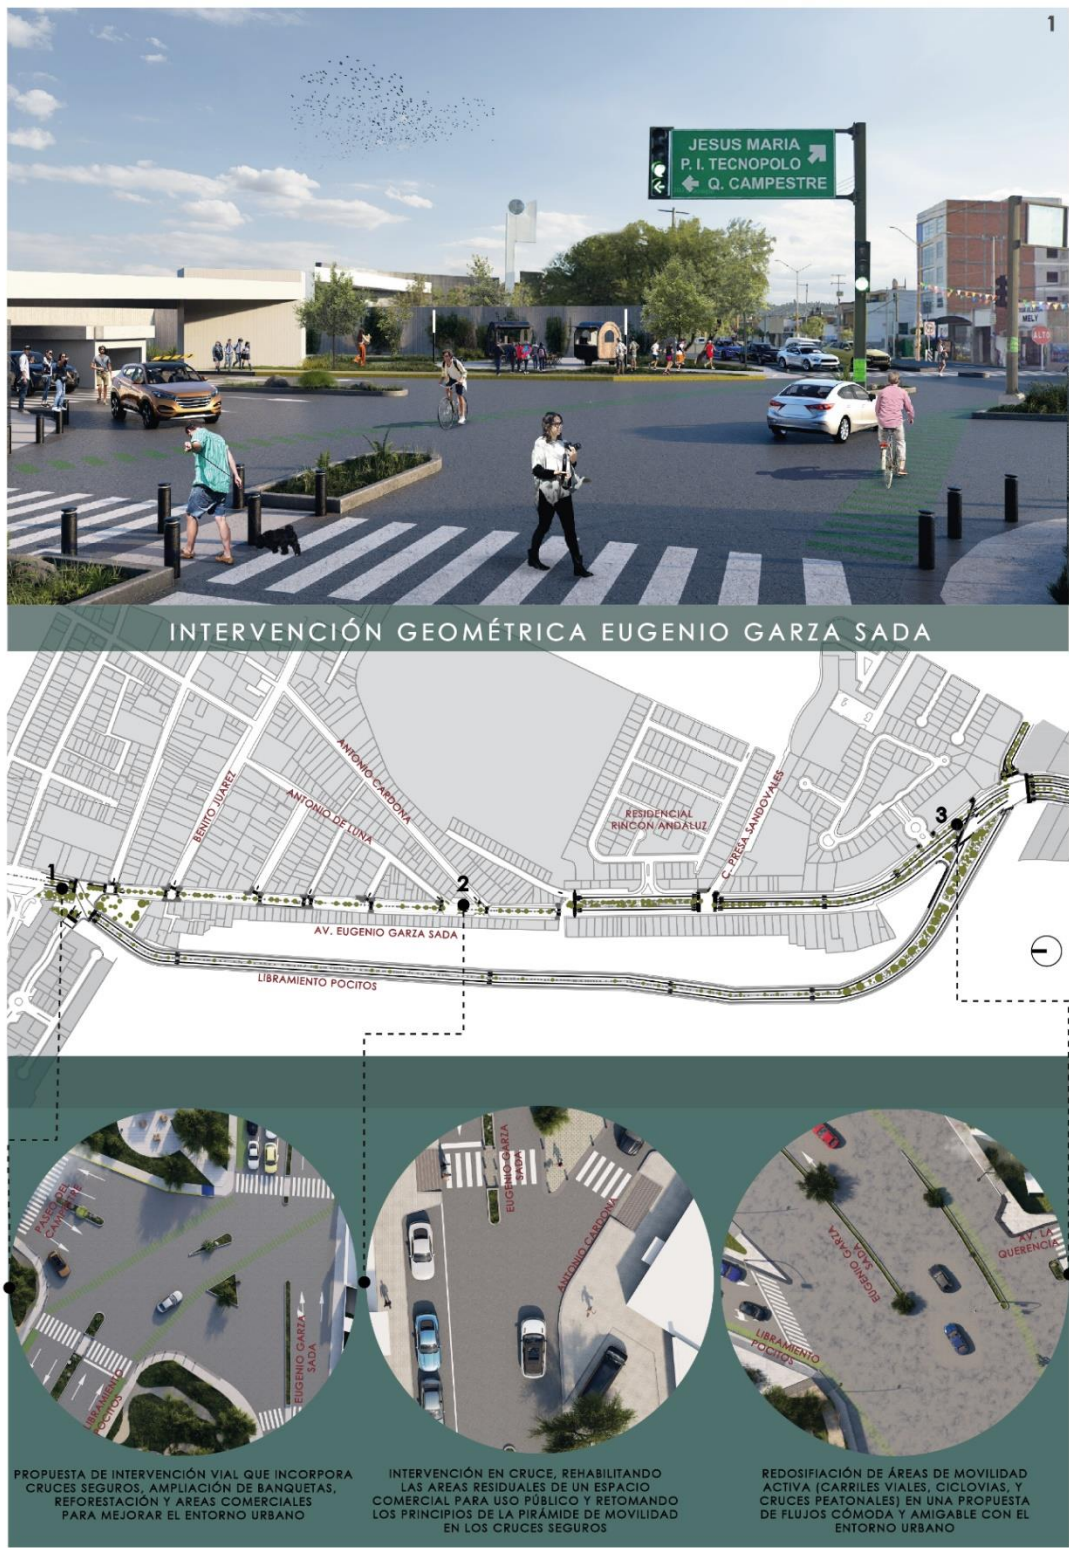 1
JESUS MARIA
P. I. TECNOPOLO
Q. CAMPESTRE
MELY
ALTO
INTERVENCIÓN GEOMÉTRICA EUGENIO GARZA SADA
ANTONIO CARDONA
BENITO JUAREZ
ANTONIO DE LUNA
RESIDENCIAL
RINCON ANDALUZ
C. PRESA SANDOVALES
3
1
2
AV. EUGENIO GARZA SADA
LIBRAMIENTO POCITOS
PASEO DEL
CAMPESTRE
EUGENIO GARZA
SADA
LIBRAMIENTO
POCITOS
EUGENIO GARZA
SADA
ANTONIO CARDONA
EUGENIO GARZA
SADA
AV. LA
QUERENCIA
LIBRAMIENTO
POCITOS
PROPUESTA DE INTERVENCIÓN VIAL QUE INCORPORA
CRUCES SEGUROS, AMPLIACIÓN DE BANQUETAS,
REFORESTACIÓN Y AREAS COMERCIALES
PARA MEJORAR EL ENTORNO URBANO
INTERVENCIÓN EN CRUCE, REHABILITANDO
LAS AREAS RESIDUALES DE UN ESPACIO
COMERCIAL PARA USO PÚBLICO Y RETOMANDO
LOS PRINCIPIOS DE LA PIRÁMIDE DE MOVILIDAD
EN LOS CRUCES SEGUROS
REDOSIFIACIÓN DE ÁREAS DE MOVILIDAD
ACTIVA (CARRILES VIALES, CICLOVIAS, Y
CRUCES PEATONALES) EN UNA PROPUESTA
DE FLUJOS CÓMODA Y AMIGABLE CON EL
ENTORNO URBANO